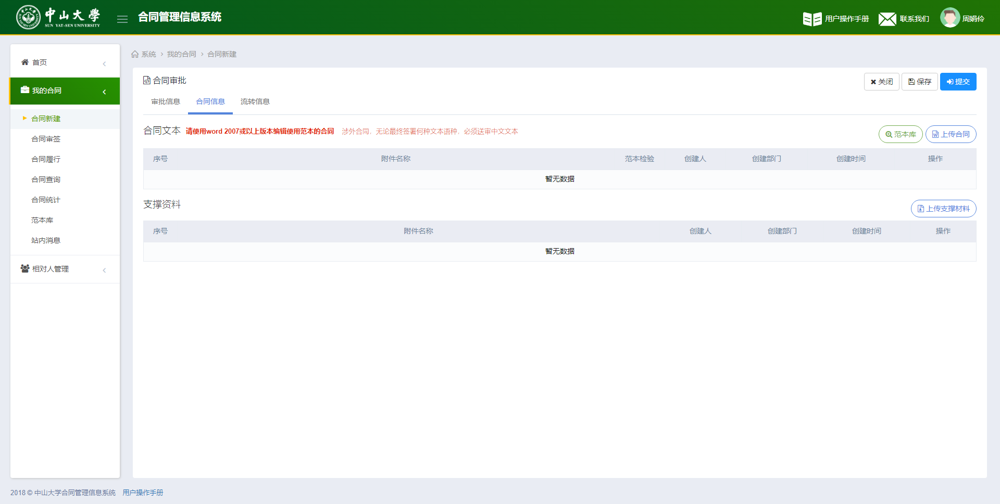 中山大學
SUN YAT-SEN UNIVERSITY
合同管理信息系统
用户操作手册
联系我们
周娟伶
首页
我的合同
合同新建
合同审签
合同履行
合同查询
合同统计
范本库
站内消息
相对人管理
系统 > 我的合同 > 合同新建
合同审批
关闭 保存 提交
审批信息 合同信息 流转信息
合同文本 请使用word 2007或以上版本编辑使用范本的合同 涉外合同，无论最终签署何种文本语种，必须送审中文文本
范本库 上传合同
序号 附件名称 范本检验 创建人 创建部门 创建时间 操作
暂无数据
支撑资料
上传支撑材料
序号 附件名称 创建人 创建部门 创建时间 操作
暂无数据
2018 © 中山大学合同管理信息系统 用户操作手册